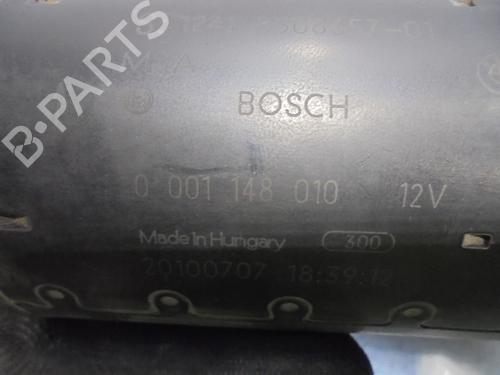 B-PARTS
BOSCH
0 001 148 010 12V
Made in Hungary 300
20100707 18:39:12